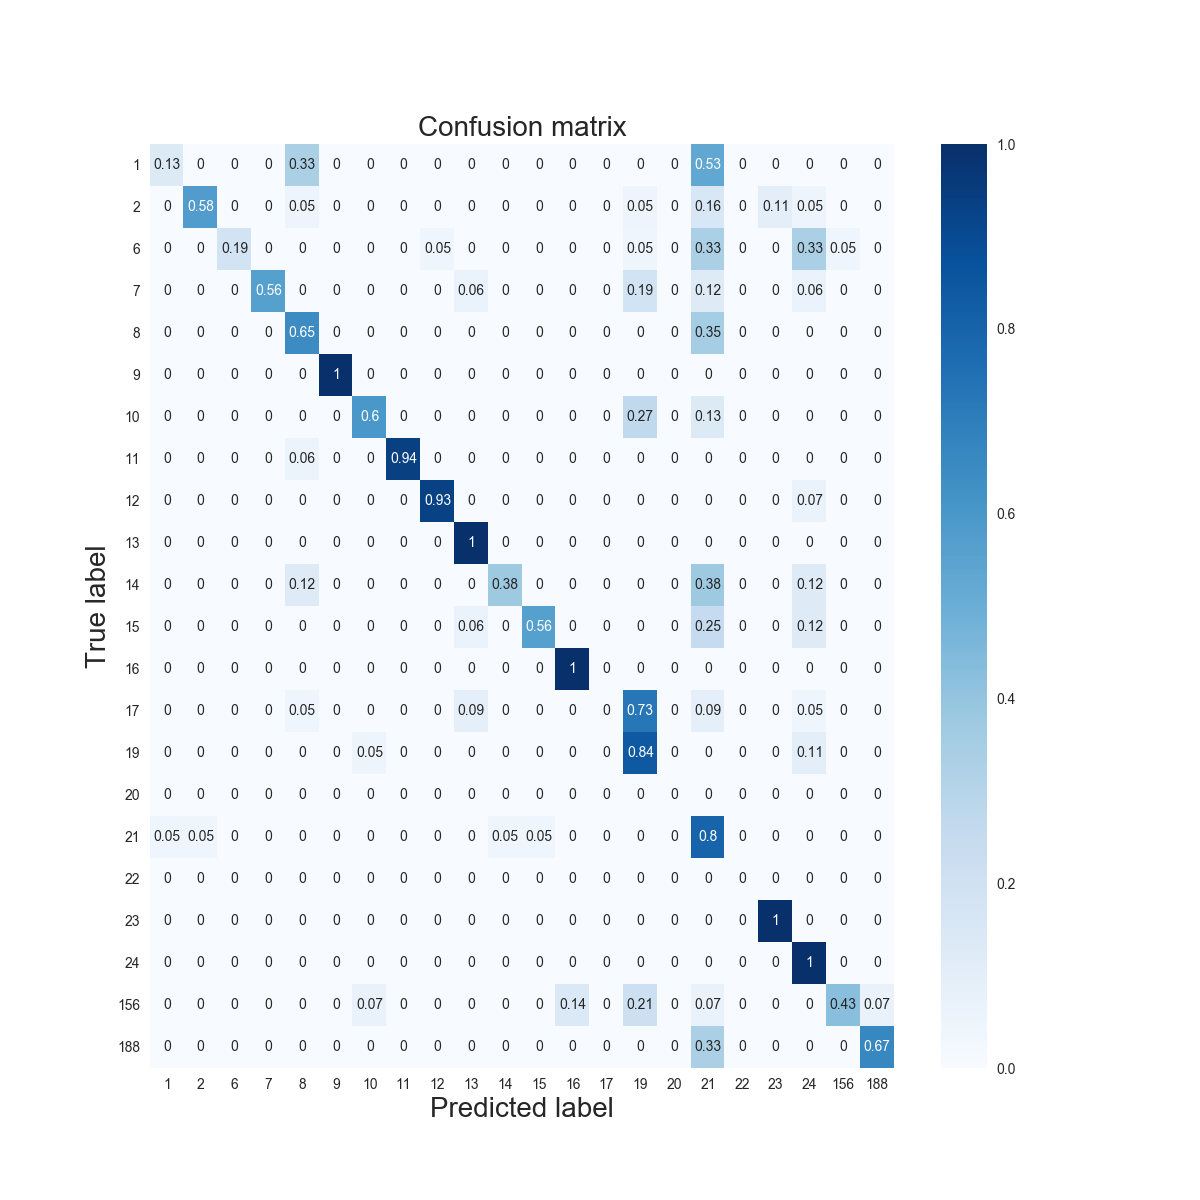 Confusion matrix
1 0.13 0 0 0 0.33 0 0 0 0 0 0 0 0 0 0 0 0.53 0 0 0 0 0 1.0
2 0 0.58 0 0 0.05 0 0 0 0 0 0 0 0 0 0.05 0 0.16 0 0.11 0.05 0 0
6 0 0 0.19 0 0 0 0 0 0.05 0 0 0 0 0 0.05 0 0.33 0 0 0.33 0.05 0
7 0 0 0 0.56 0 0 0 0 0 0.06 0 0 0 0 0.19 0 0.12 0 0 0.06 0 0
8 0 0 0 0 0.65 0 0 0 0 0 0 0 0 0 0 0 0.35 0 0 0 0 0 0.8
9 0 0 0 0 0 1 0 0 0 0 0 0 0 0 0 0 0 0 0 0 0 0
10 0 0 0 0 0 0 0.6 0 0 0 0 0 0 0 0.27 0 0.13 0 0 0 0 0
11 0 0 0 0 0.06 0 0 0.94 0 0 0 0 0 0 0 0 0 0 0 0 0 0
12 0 0 0 0 0 0 0 0 0.93 0 0 0 0 0 0 0 0 0 0 0.07 0 0 0.6
13 0 0 0 0 0 0 0 0 0 1 0 0 0 0 0 0 0 0 0 0 0 0
14 0 0 0 0 0.12 0 0 0 0 0 0.38 0 0 0 0 0 0.38 0 0 0.12 0 0
15 0 0 0 0 0 0 0 0 0 0.06 0 0.56 0 0 0 0 0.25 0 0 0.12 0 0
16 0 0 0 0 0 0 0 0 0 0 0 0 1 0 0 0 0 0 0 0 0 0
17 0 0 0 0 0.05 0 0 0 0 0.09 0 0 0 0 0.73 0 0.09 0 0 0.05 0 0 0.4
19 0 0 0 0 0 0 0.05 0 0 0 0 0 0 0 0.84 0 0 0 0 0.11 0 0
20 0 0 0 0 0 0 0 0 0 0 0 0 0 0 0 0 0 0 0 0 0 0
21 0.05 0.05 0 0 0 0 0 0 0 0 0.05 0.05 0 0 0 0 0.8 0 0 0 0 0
22 0 0 0 0 0 0 0 0 0 0 0 0 0 0 0 0 0 0 0 0 0 0 0.2
23 0 0 0 0 0 0 0 0 0 0 0 0 0 0 0 0 0 0 1 0 0 0
24 0 0 0 0 0 0 0 0 0 0 0 0 0 0 0 0 0 0 0 1 0 0
156 0 0 0 0 0 0 0.07 0 0 0 0 0 0.14 0 0.21 0 0.07 0 0 0 0.43 0.07
188 0 0 0 0 0 0 0 0 0 0 0 0 0 0 0 0 0.33 0 0 0 0 0.67 0.0
1 2 6 7 8 9 10 11 12 13 14 15 16 17 19 20 21 22 23 24 156 188
Predicted label
True label